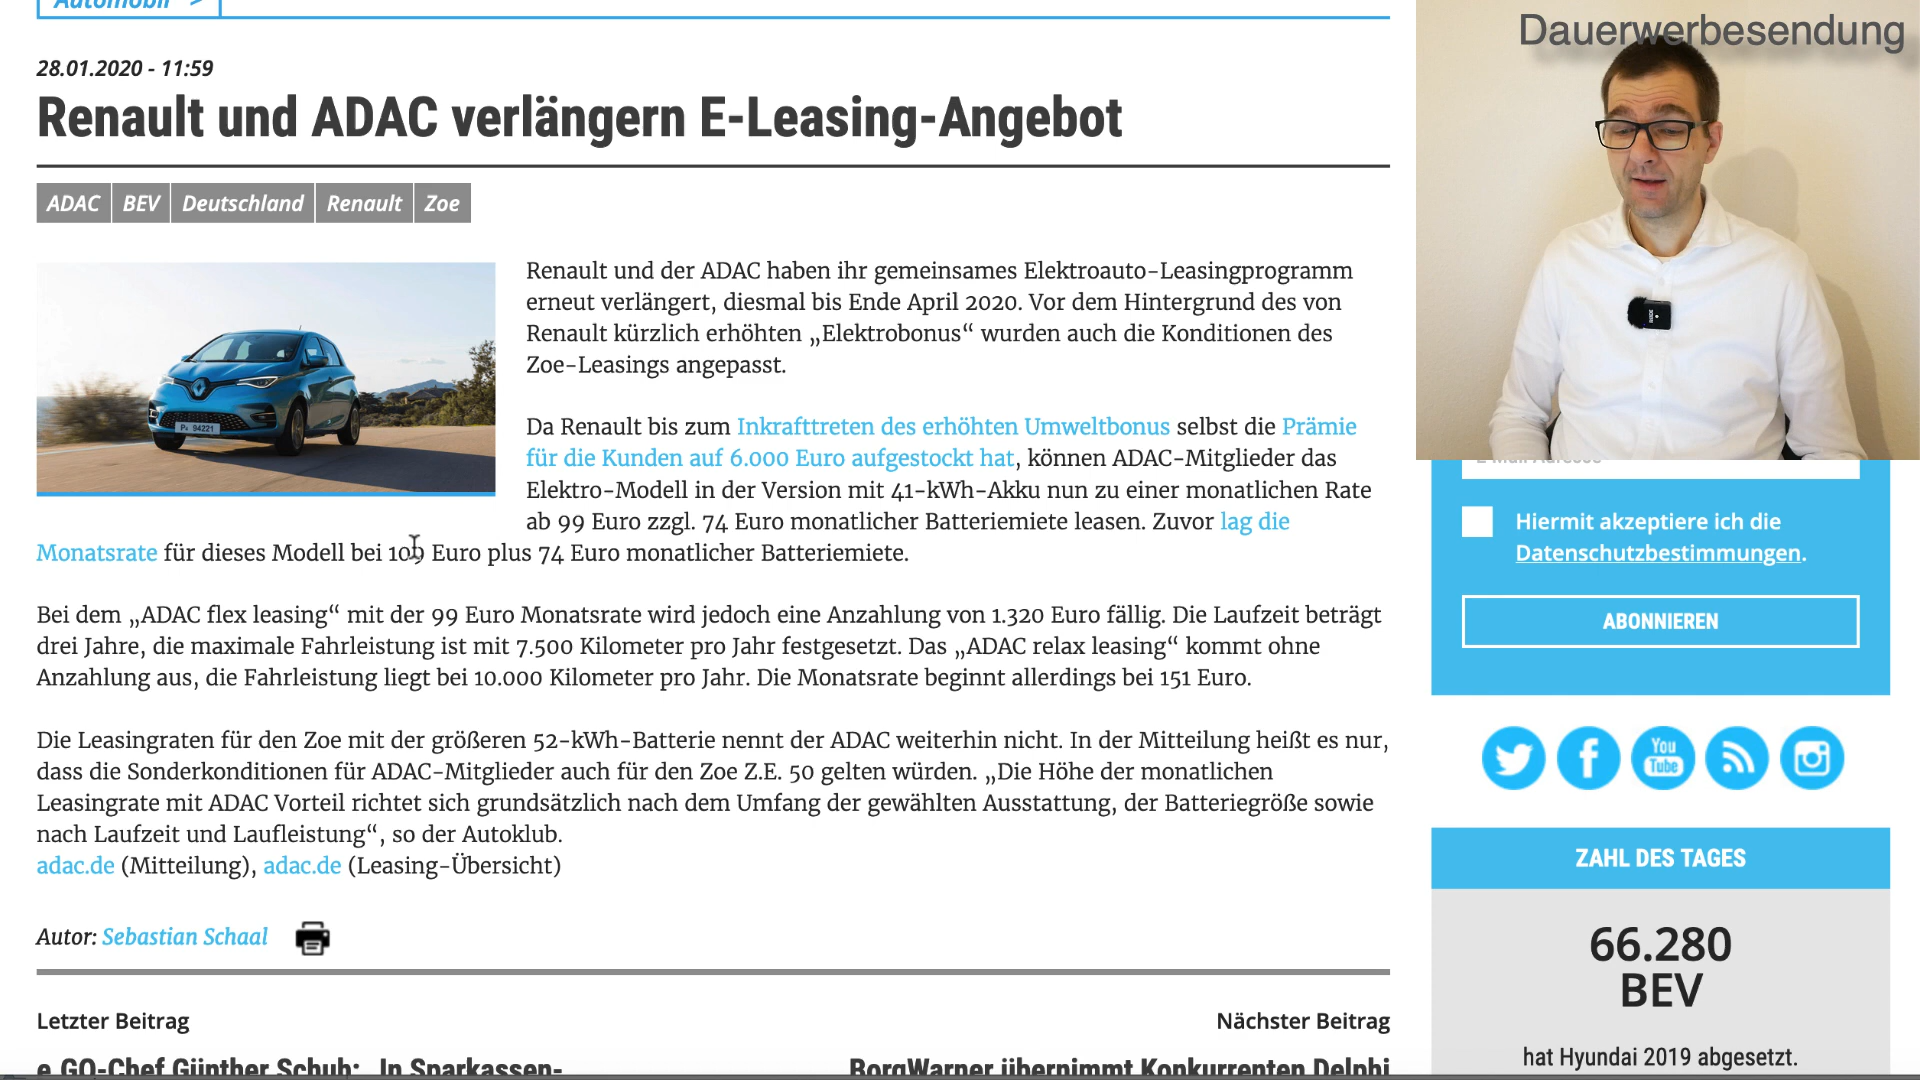 Automobil >
Dauerwerbesendung
28.01.2020 - 11:59
Renault und ADAC verlängern E-Leasing-Angebot
ADAC BEV Deutschland Renault Zoe
Renault und der ADAC haben ihr gemeinsames Elektroauto-Leasingprogramm
erneut verlängert, diesmal bis Ende April 2020. Vor dem Hintergrund des von
Renault kürzlich erhöhten „Elektrobonus“ wurden auch die Konditionen des
Zoe-Leasings angepasst.
Da Renault bis zum Inkrafttreten des erhöhten Umweltbonus selbst die Prämie
für die Kunden auf 6.000 Euro aufgestockt hat, können ADAC-Mitglieder das
Elektro-Modell in der Version mit 41-kWh-Akku nun zu einer monatlichen Rate
ab 99 Euro zzgl. 74 Euro monatlicher Batteriemiete leasen. Zuvor lag die
Monatsrate für dieses Modell bei 109 Euro plus 74 Euro monatlicher Batteriemiete.
Bei dem „ADAC flex leasing“ mit der 99 Euro Monatsrate wird jedoch eine Anzahlung von 1.320 Euro fällig. Die Laufzeit beträgt
drei Jahre, die maximale Fahrleistung ist mit 7.500 Kilometer pro Jahr festgesetzt. Das „ADAC relax leasing“ kommt ohne
Anzahlung aus, die Fahrleistung liegt bei 10.000 Kilometer pro Jahr. Die Monatsrate beginnt allerdings bei 151 Euro.
Die Leasingraten für den Zoe mit der größeren 52-kWh-Batterie nennt der ADAC weiterhin nicht. In der Mitteilung heißt es nur,
dass die Sonderkonditionen für ADAC-Mitglieder auch für den Zoe Z.E. 50 gelten würden. „Die Höhe der monatlichen
Leasingrate mit ADAC Vorteil richtet sich grundsätzlich nach dem Umfang der gewählten Ausstattung, der Batteriegröße sowie
nach Laufzeit und Laufleistung“, so der Autoklub.
adac.de (Mitteilung), adac.de (Leasing-Übersicht)
Autor: Sebastian Schaal
Letzter Beitrag
Nächster Beitrag
e.GO-Chef Günther Schuh: „In Sparkassen-
BorgWarner übernimmt Konkurrenten Delphi
Hiermit akzeptiere ich die
Datenschutzbestimmungen.
ABONNIEREN
You
Tube
ZAHL DES TAGES
66.280
BEV
hat Hyundai 2019 abgesetzt.